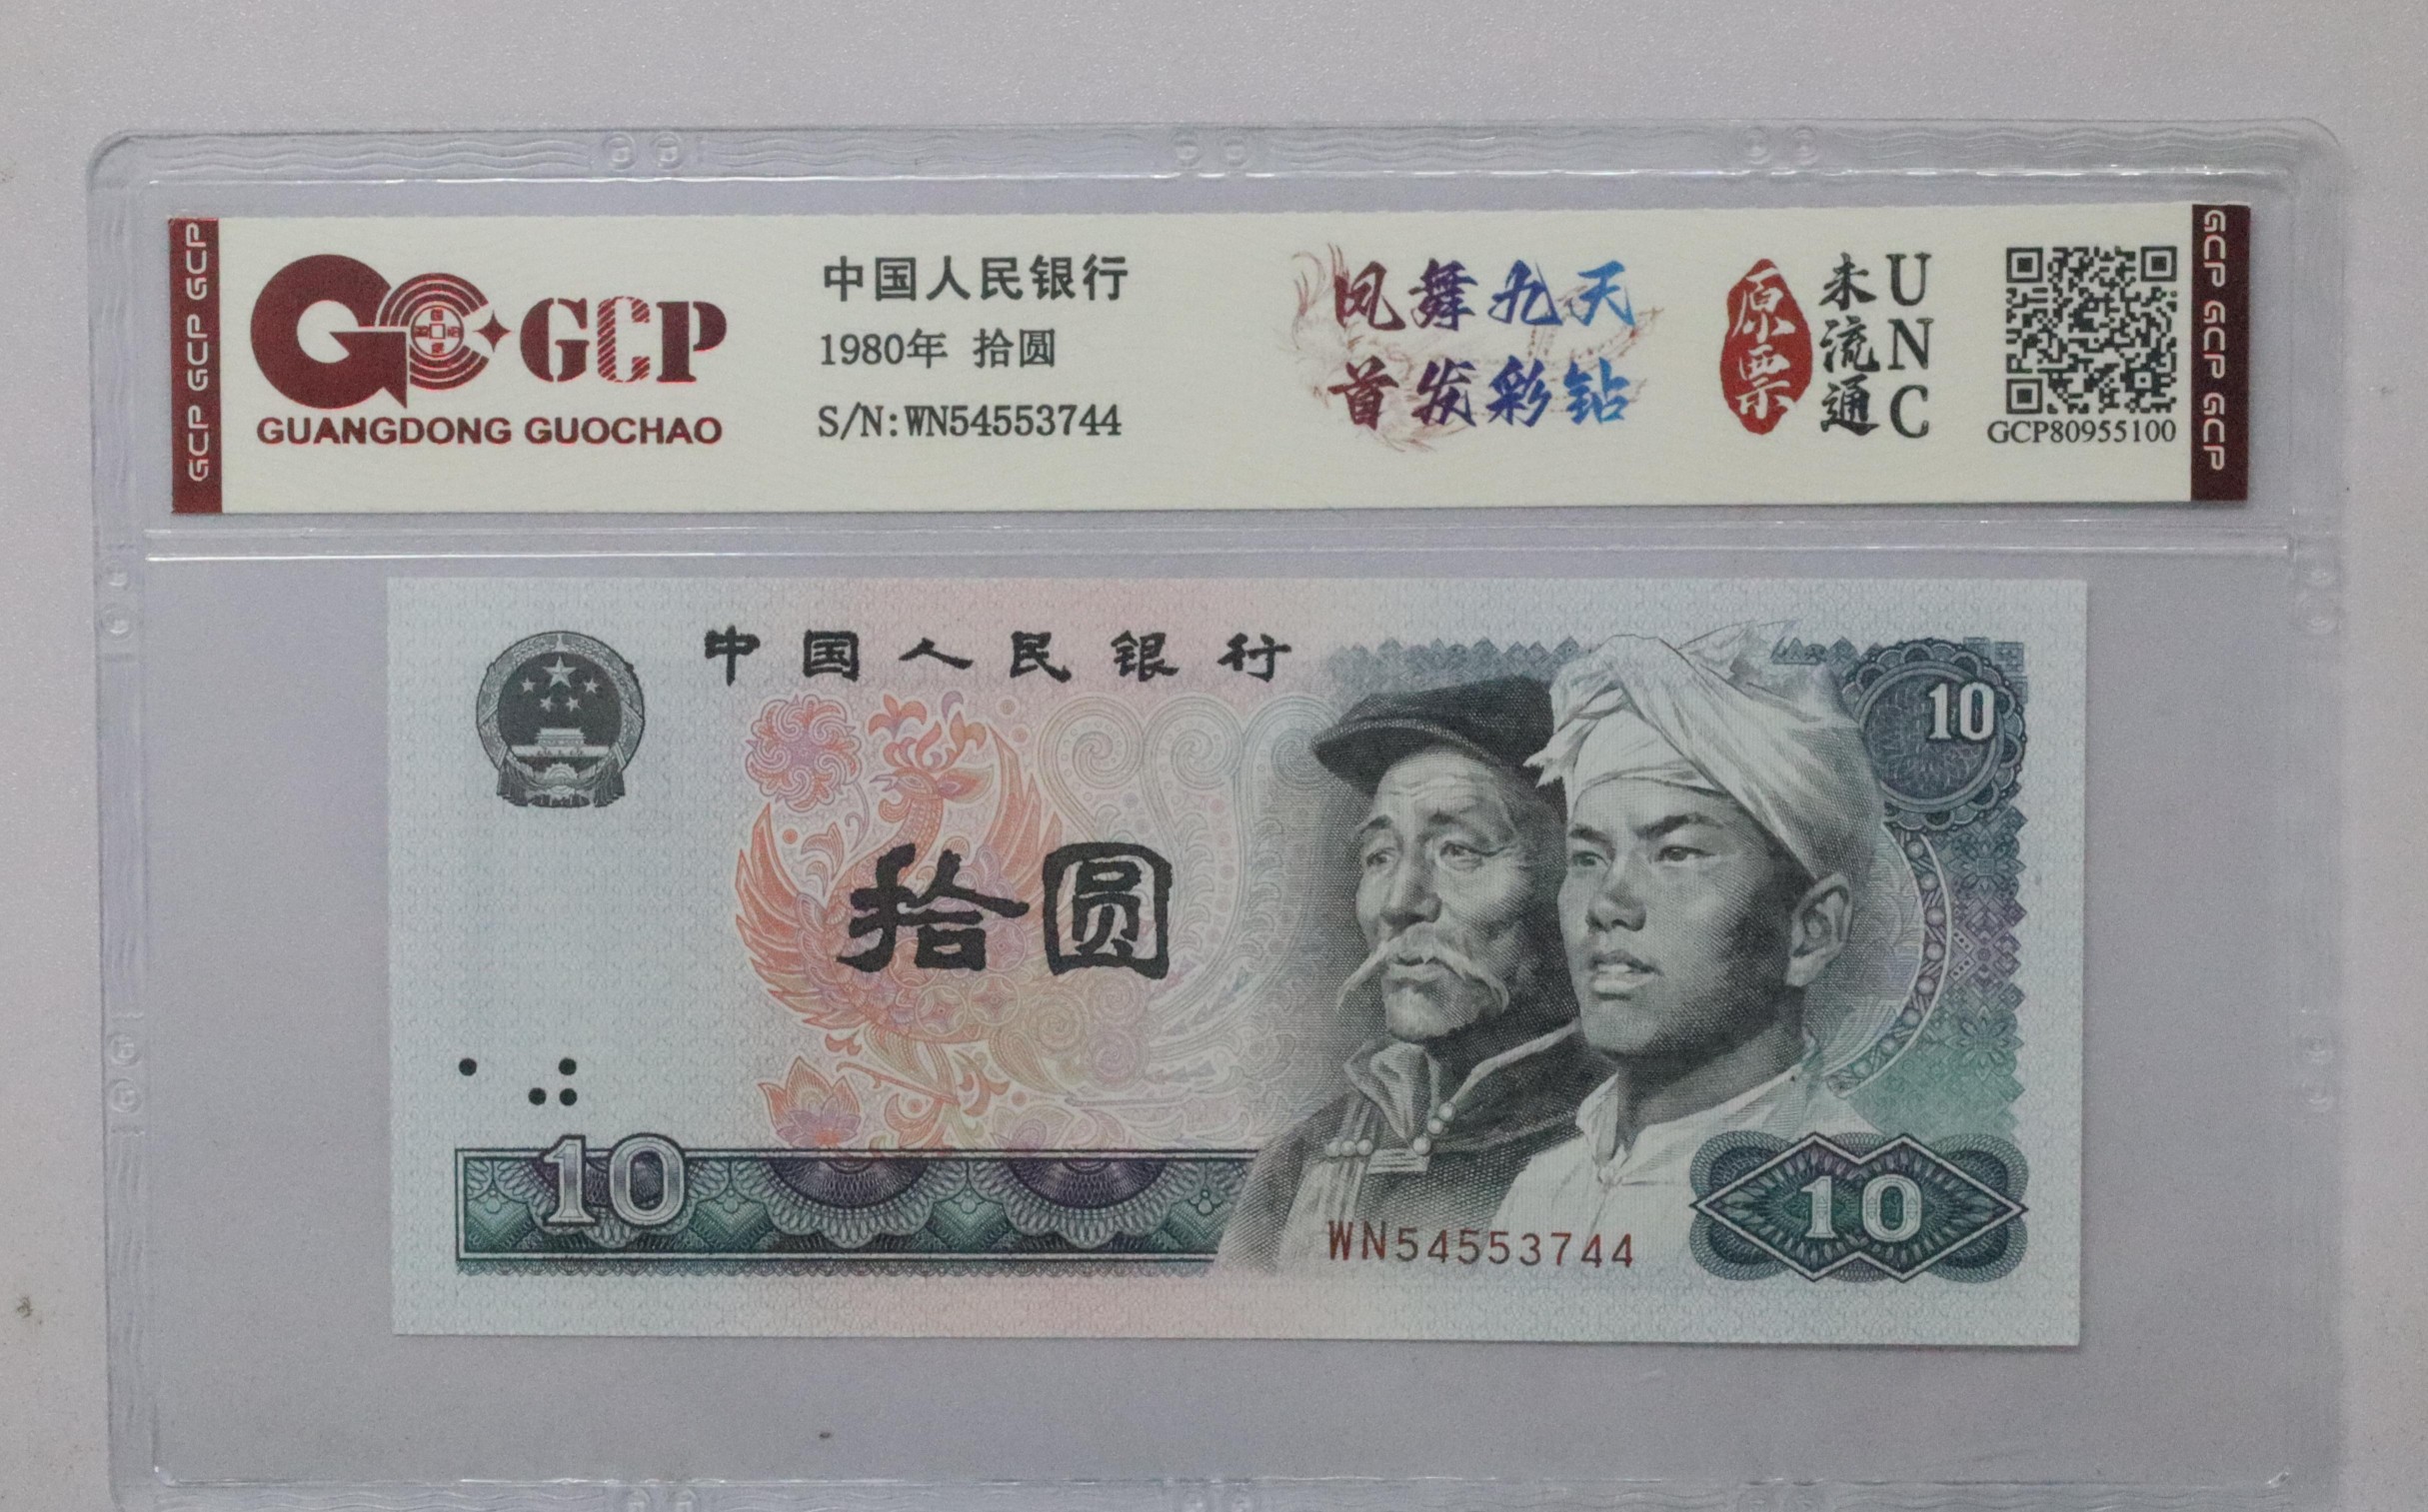 GCP GCP GCP
GCP
GUANGDONG GUOCHAO
中国人民银行
1980年 拾圆
S/N:WN54553744
凤舞九天
首发彩钻
原票
未流通
UNC
GCP80955100
GCP GCP GCP
中国人民银行
10
拾圆
10
WN54553744
10